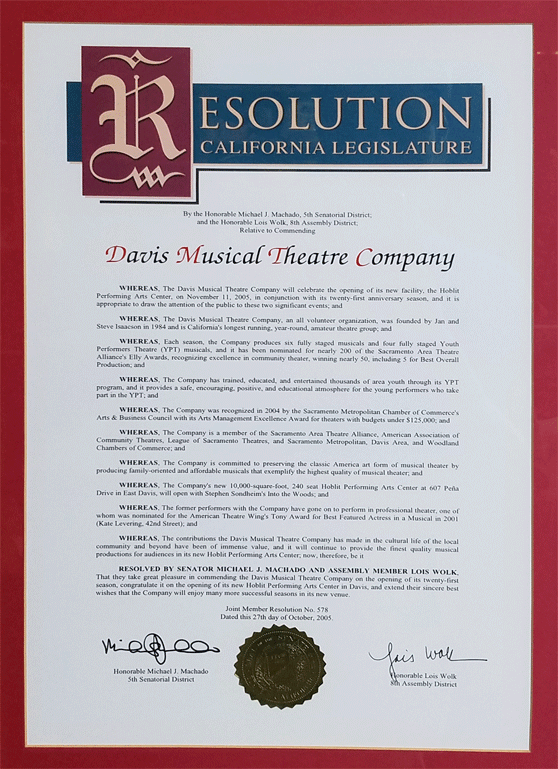 RESOLUTION
CALIFORNIA LEGISLATURE
By the Honorable Michael J. Machado, 5th Senatorial District;
and the Honorable Lois Wolk, 8th Assembly District;
Relative to Commending
Davis Musical Theatre Company
WHEREAS, The Davis Musical Theatre Company will celebrate the opening of its new facility, the Hoblit
Performing Arts Center, on November 11, 2005, in conjunction with its twenty-first anniversary season, and it is
appropriate to draw the attention of the public to these two significant events; and
WHEREAS, The Davis Musical Theatre Company, an all volunteer organization, was founded by Jan and
Steve Isaacson in 1984 and is California's longest running, year-round, amateur theatre group; and
WHEREAS, Each season, the Company produces six fully staged musicals and four fully staged Youth
Performers Theatre (YPT) musicals, and it has been nominated for nearly 200 of the Sacramento Area Theatre
Alliance's Elly Awards, recognizing excellence in community theater, winning nearly 50, including 5 for Best Overall
Production; and
WHEREAS, The Company has trained, educated, and entertained thousands of area youth through its YPT
program, and it provides a safe, encouraging, positive, and educational atmosphere for the young performers who take
part in the YPT; and
WHEREAS, The Company was recognized in 2004 by the Sacramento Metropolitan Chamber of Commerce's
Arts & Business Council with its Arts Management Excellence Award for theaters with budgets under $125,000; and
WHEREAS, The Company is a member of the Sacramento Area Theatre Alliance, American Association of
Community Theatres, League of Sacramento Theatres, and Sacramento Metropolitan, Davis Area, and Woodland
Chambers of Commerce; and
WHEREAS, The Company is committed to preserving the classic America art form of musical theater by
producing family-oriented and affordable musicals that exemplify the highest quality of musical theater; and
WHEREAS, The Company's new 10,000-square-foot, 240 seat Hoblit Performing Arts Center at 607 Peña
Drive in East Davis, will open with Stephen Sondheim's Into the Woods; and
WHEREAS, The former performers with the Company have gone on to perform in professional theater, one of
whom was nominated for the American Theatre Wing's Tony Award for Best Featured Actress in a Musical in 2001
(Kate Levering, 42nd Street); and
WHEREAS, The contributions the Davis Musical Theatre Company has made in the cultural life of the local
community and beyond have been of immense value, and it will continue to provide the finest quality musical
productions for audiences in its new Hoblit Performing Arts Center; now, therefore, be it
RESOLVED BY SENATOR MICHAEL J. MACHADO AND ASSEMBLY MEMBER LOIS WOLK,
That they take great pleasure in commending the Davis Musical Theatre Company on the opening of its twenty-first
season, congratulate it on the opening of its new Hoblit Performing Arts Center in Davis, and extend their sincere best
wishes that the Company will enjoy many more successful seasons in its new venue.
Joint Member Resolution No. 578
Dated this 27th day of October, 2005.
Lois Wolk
Honorable Michael J. Machado
5th Senatorial District
Honorable Lois Wolk
8th Assembly District